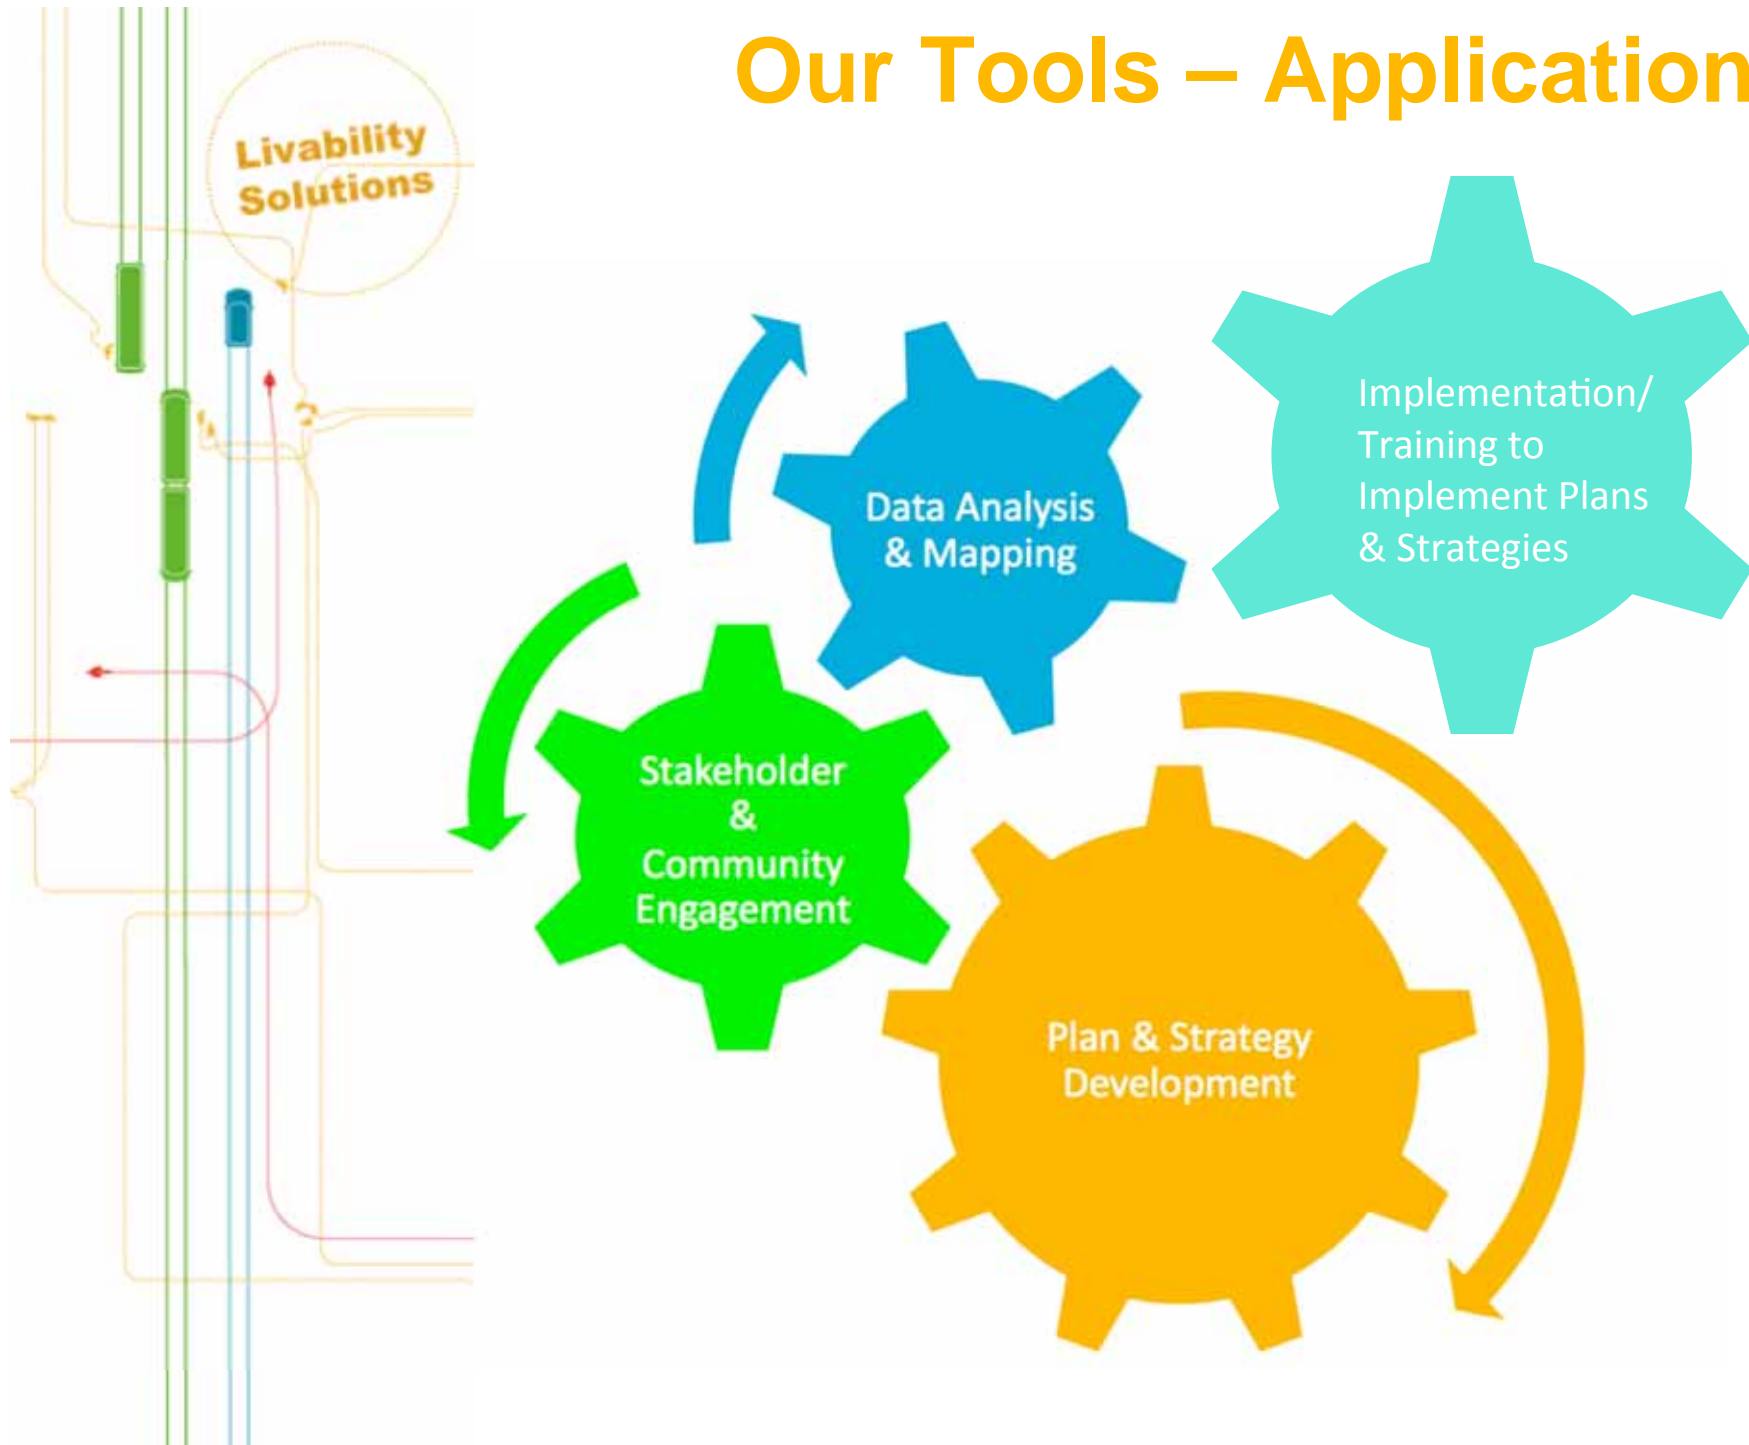 Our Tools – Application
Livability
Solutions
Implementation/
Training to
Implement Plans
& Strategies
Data Analysis
& Mapping
Stakeholder
&
Community
Engagement
Plan & Strategy
Development